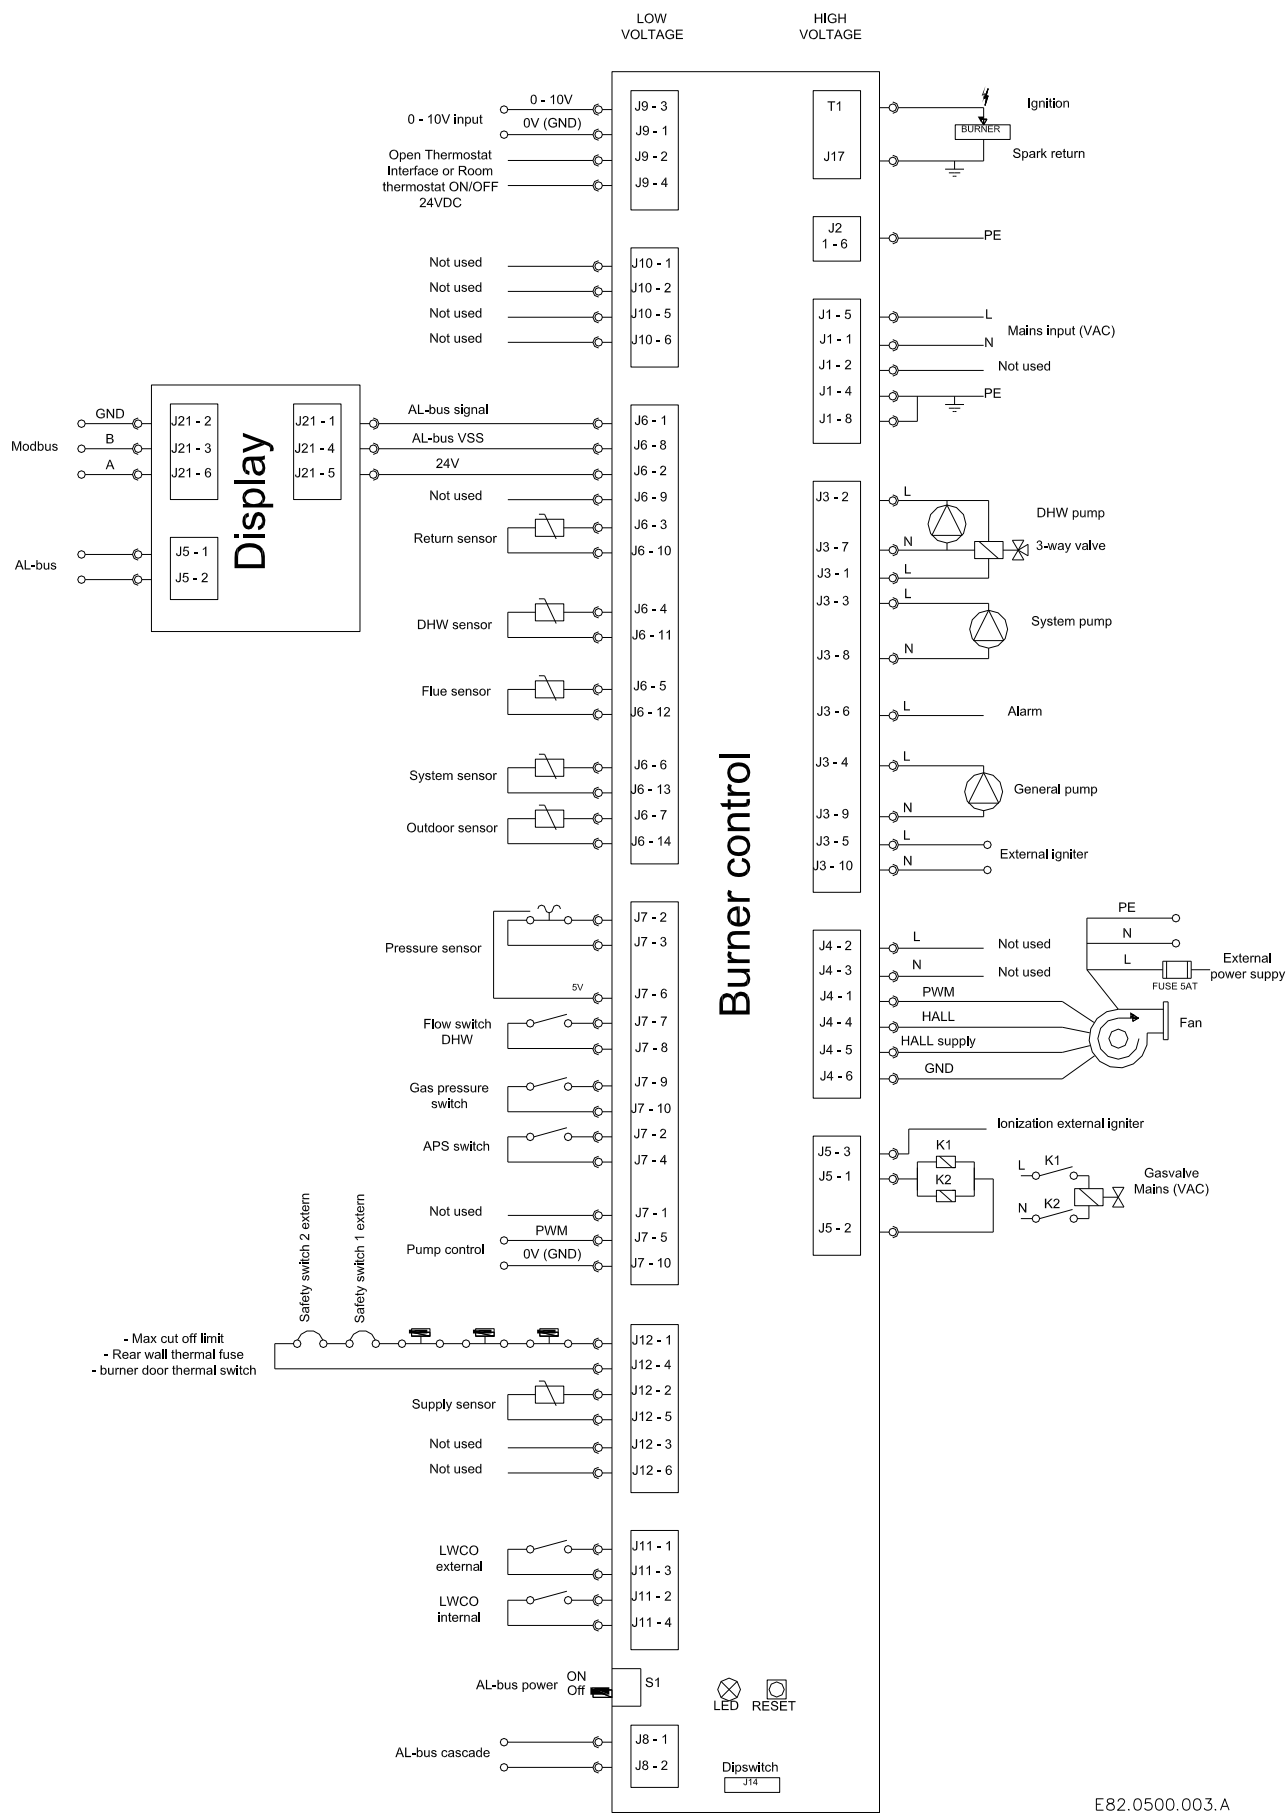 LOW
VOLTAGE
HIGH
VOLTAGE
0 - 10V input
0 - 10V
0V (GND)
J9 - 3
J9 - 1
J9 - 2
J9 - 4
Open Thermostat
Interface or Room
thermostat ON/OFF
24VDC
Not used
Not used
Not used
Not used
J10 - 1
J10 - 2
J10 - 5
J10 - 6
Modbus
GND
B
A
J21 - 2
J21 - 3
J21 - 6
AL-bus
J5 - 1
J5 - 2
Display
J21 - 1
J21 - 4
J21 - 5
AL-bus signal
AL-bus VSS
24V
Not used
Return sensor
DHW sensor
Flue sensor
System sensor
Outdoor sensor
J6 - 1
J6 - 8
J6 - 2
J6 - 9
J6 - 3
J6 - 10
J6 - 4
J6 - 11
J6 - 5
J6 - 12
J6 - 6
J6 - 13
J6 - 7
J6 - 14
Pressure sensor
5V
Flow switch
DHW
Gas pressure
switch
APS switch
Not used
Pump control
PWM
0V (GND)
J7 - 2
J7 - 3
J7 - 6
J7 - 7
J7 - 8
J7 - 9
J7 - 10
J7 - 2
J7 - 4
J7 - 1
J7 - 5
J7 - 10
Safety switch 2 extern
Safety switch 1 extern
- Max cut off limit
- Rear wall thermal fuse
- burner door thermal switch
Supply sensor
Not used
Not used
J12 - 1
J12 - 4
J12 - 2
J12 - 5
J12 - 3
J12 - 6
LWCO
external
LWCO
internal
J11 - 1
J11 - 3
J11 - 2
J11 - 4
AL-bus power
ON
Off
S1
AL-bus cascade
J8 - 1
J8 - 2
Burner control
LED
RESET
Dipswitch
J14
T1
J17
Ignition
BURNER
Spark return
J2
1 - 6
PE
J1 - 5
J1 - 1
J1 - 2
J1 - 4
J1 - 8
L
N
Mains input (VAC)
Not used
PE
J3 - 2
J3 - 7
J3 - 1
J3 - 3
J3 - 8
J3 - 6
J3 - 4
J3 - 9
J3 - 5
J3 - 10
L
N
L
L
N
L
L
N
L
N
DHW pump
3-way valve
System pump
Alarm
General pump
External igniter
J4 - 2
J4 - 3
J4 - 1
J4 - 4
J4 - 5
J4 - 6
L
N
Not used
Not used
PWM
HALL
HALL supply
GND
PE
N
L
FUSE 5AT
External
power suppy
Fan
J5 - 3
J5 - 1
J5 - 2
Ionization external igniter
K1
K2
L
K1
N
K2
Gasvalve
Mains (VAC)
E82.0500.003.A